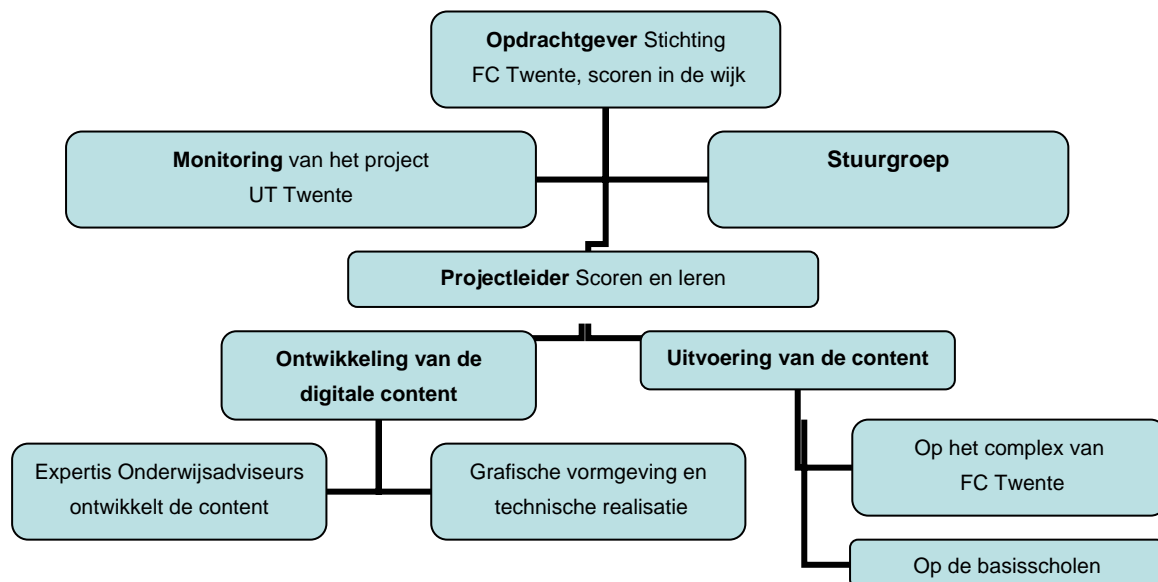 Opdrachtgever Stichting
FC Twente, scoren in de wijk
Monitoring van het project
UT Twente
Stuurgroep
Projectleider Scoren en leren
Ontwikkeling van de
digitale content
Uitvoering van de content
Expertis Onderwijsadviseurs
ontwikkelt de content
Grafische vormgeving en
technische realisatie
Op het complex van
FC Twente
Op de basisscholen